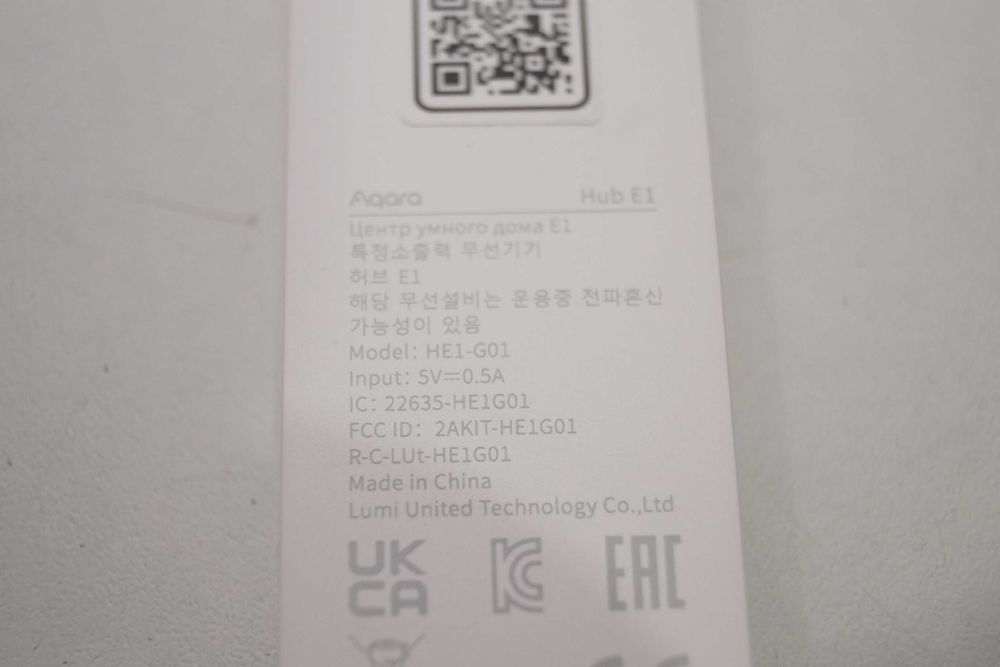 Aqara Hub E1
Центр умного дома E1
특정소출력 무선기기
허브 E1
해당 무선설비는 운용중 전파혼신
가능성이 있음
Model: HE1-G01
Input: 5V⎓0.5A
IC: 22635-HE1G01
FCC ID: 2AKIT-HE1G01
R-C-LUt-HE1G01
Made in China
Lumi United Technology Co.,Ltd
UK CA KC EAC